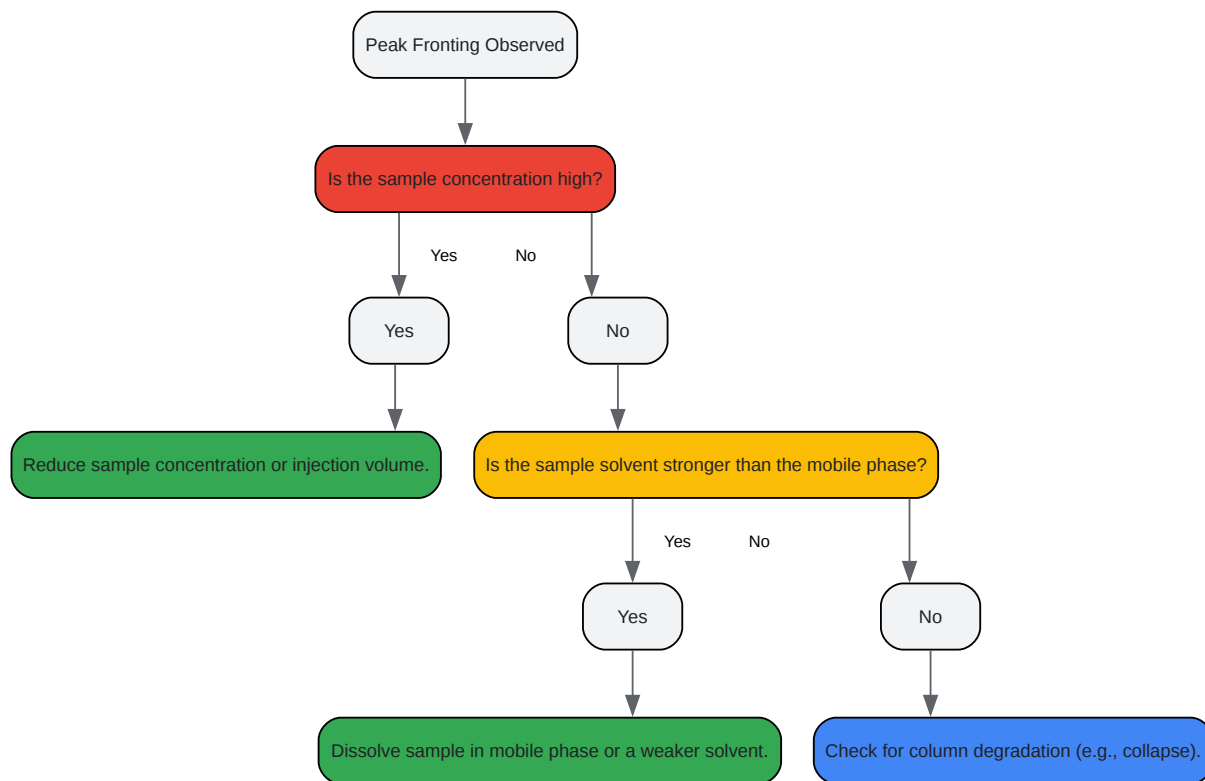 Peak Fronting Observed
Is the sample concentration high?
Yes
No
Yes
No
Reduce sample concentration or injection volume.
Is the sample solvent stronger than the mobile phase?
Yes
No
Yes
No
Dissolve sample in mobile phase or a weaker solvent.
Check for column degradation (e.g., collapse).